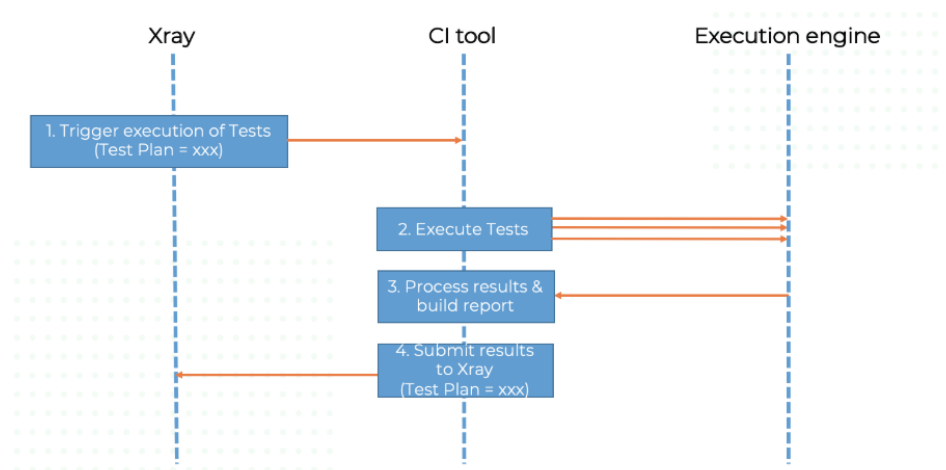 Xray
CI tool
Execution engine
1. Trigger execution of Tests
(Test Plan = xxx)
2. Execute Tests
3. Process results &
build report
4. Submit results
to Xray
(Test Plan = xxx)